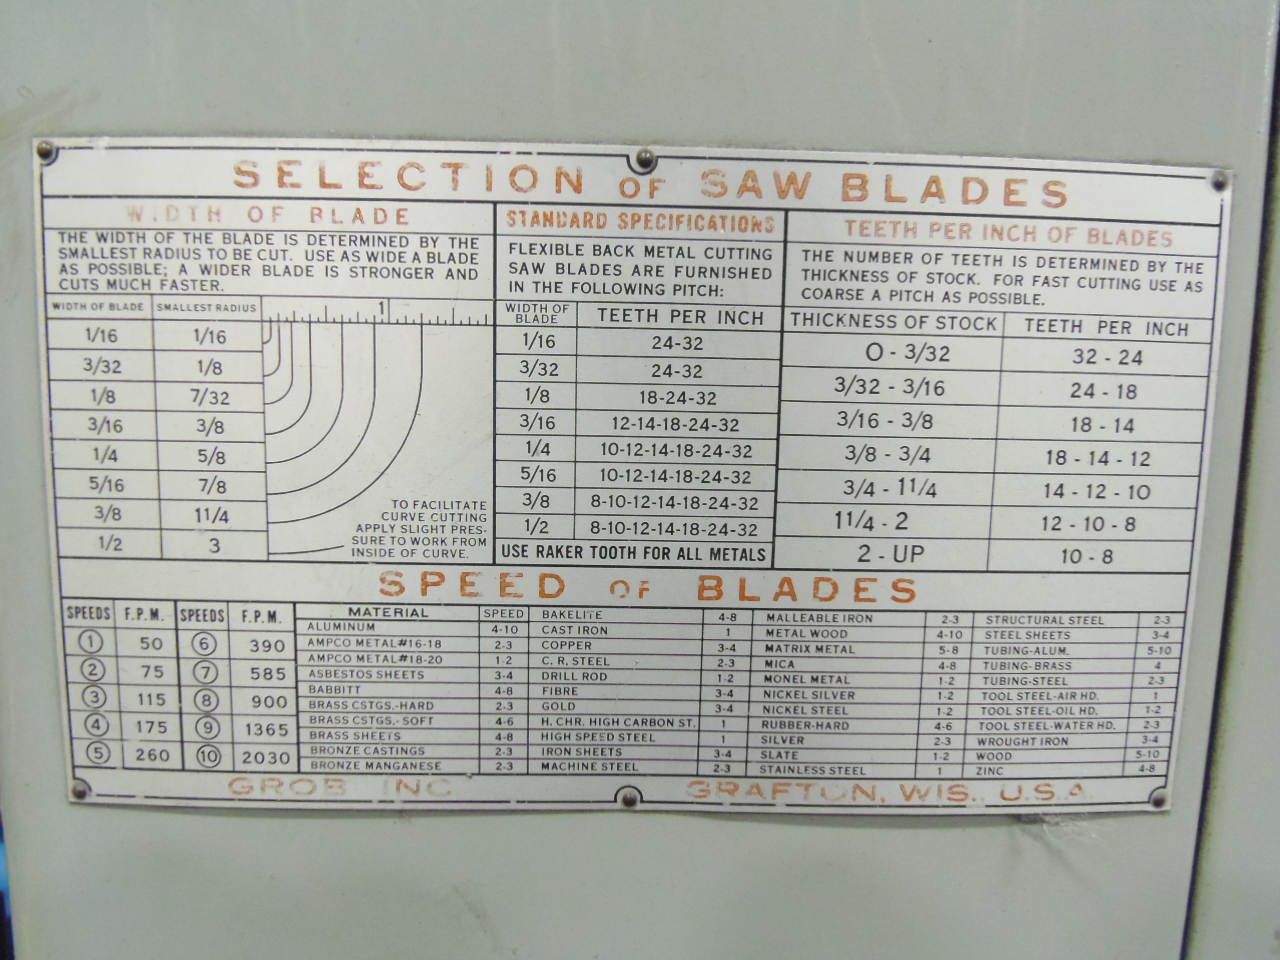 SELECTION OF SAW BLADES
WIDTH OF BLADE
THE WIDTH OF THE BLADE IS DETERMINED BY THE
SMALLEST RADIUS TO BE CUT. USE AS WIDE A BLADE
AS POSSIBLE; A WIDER BLADE IS STRONGER AND
CUTS MUCH FASTER.
WIDTH OF BLADE SMALLEST RADIUS 1
1/16 1/16
3/32 1/8
1/8 7/32
3/16 3/8
1/4 5/8
5/16 7/8
3/8 11/4
1/2 3
TO FACILITATE
CURVE CUTTING
APPLY SLIGHT PRES-
SURE TO WORK FROM
INSIDE OF CURVE.
STANDARD SPECIFICATIONS
FLEXIBLE BACK METAL CUTTING
SAW BLADES ARE FURNISHED
IN THE FOLLOWING PITCH:
WIDTH OF BLADE TEETH PER INCH
1/16 24-32
3/32 24-32
1/8 18-24-32
3/16 12-14-18-24-32
1/4 10-12-14-18-24-32
5/16 10-12-14-18-24-32
3/8 8-10-12-14-18-24-32
1/2 8-10-12-14-18-24-32
USE RAKER TOOTH FOR ALL METALS
TEETH PER INCH OF BLADES
THE NUMBER OF TEETH IS DETERMINED BY THE
THICKNESS OF STOCK. FOR FAST CUTTING USE AS
COARSE A PITCH AS POSSIBLE.
THICKNESS OF STOCK TEETH PER INCH
0 - 3/32 32 - 24
3/32 - 3/16 24 - 18
3/16 - 3/8 18 - 14
3/8 - 3/4 18 - 14 - 12
3/4 - 11/4 14 - 12 - 10
11/4 - 2 12 - 10 - 8
2 - UP 10 - 8
SPEED OF BLADES
SPEEDS F.P.M. SPEEDS F.P.M.
1 50 6 390
2 75 7 585
3 115 8 900
4 175 9 1365
5 260 10 2030
MATERIAL SPEED
ALUMINUM 4-10
AMPCO METAL#16-18 2-3
AMPCO METAL#18-20 1-2
ASBESTOS SHEETS 3-4
BABBITT 4-8
BRASS CSTGS.-HARD 2-3
BRASS CSTGS.-SOFT 4-6
BRASS SHEETS 4-8
BRONZE CASTINGS 2-3
BRONZE MANGANESE 2-3
BAKELITE 4-8
CAST IRON 1
COPPER 3-4
C. R. STEEL 2-3
DRILL ROD 1-2
FIBRE 3-4
GOLD 3-4
H. CHR. HIGH CARBON ST. 1
HIGH SPEED STEEL 1
IRON SHEETS 3-4
MACHINE STEEL 2-3
MALLEABLE IRON 2-3
METAL WOOD 4-10
MATRIX METAL 5-8
MICA 4-8
MONEL METAL 1-2
NICKEL SILVER 1-2
NICKEL STEEL 1-2
RUBBER-HARD 4-6
SILVER 2-3
SLATE 1-2
STAINLESS STEEL 1
STRUCTURAL STEEL 2-3
STEEL SHEETS 3-4
TUBING-ALUM. 5-10
TUBING-BRASS 4
TUBING-STEEL 2-3
TOOL STEEL-AIR HD. 1
TOOL STEEL-OIL HD. 1-2
TOOL STEEL-WATER HD. 2-3
WROUGHT IRON 3-4
WOOD 5-10
ZINC 4-8
GROB INC GRAFTON, WIS., U.S.A